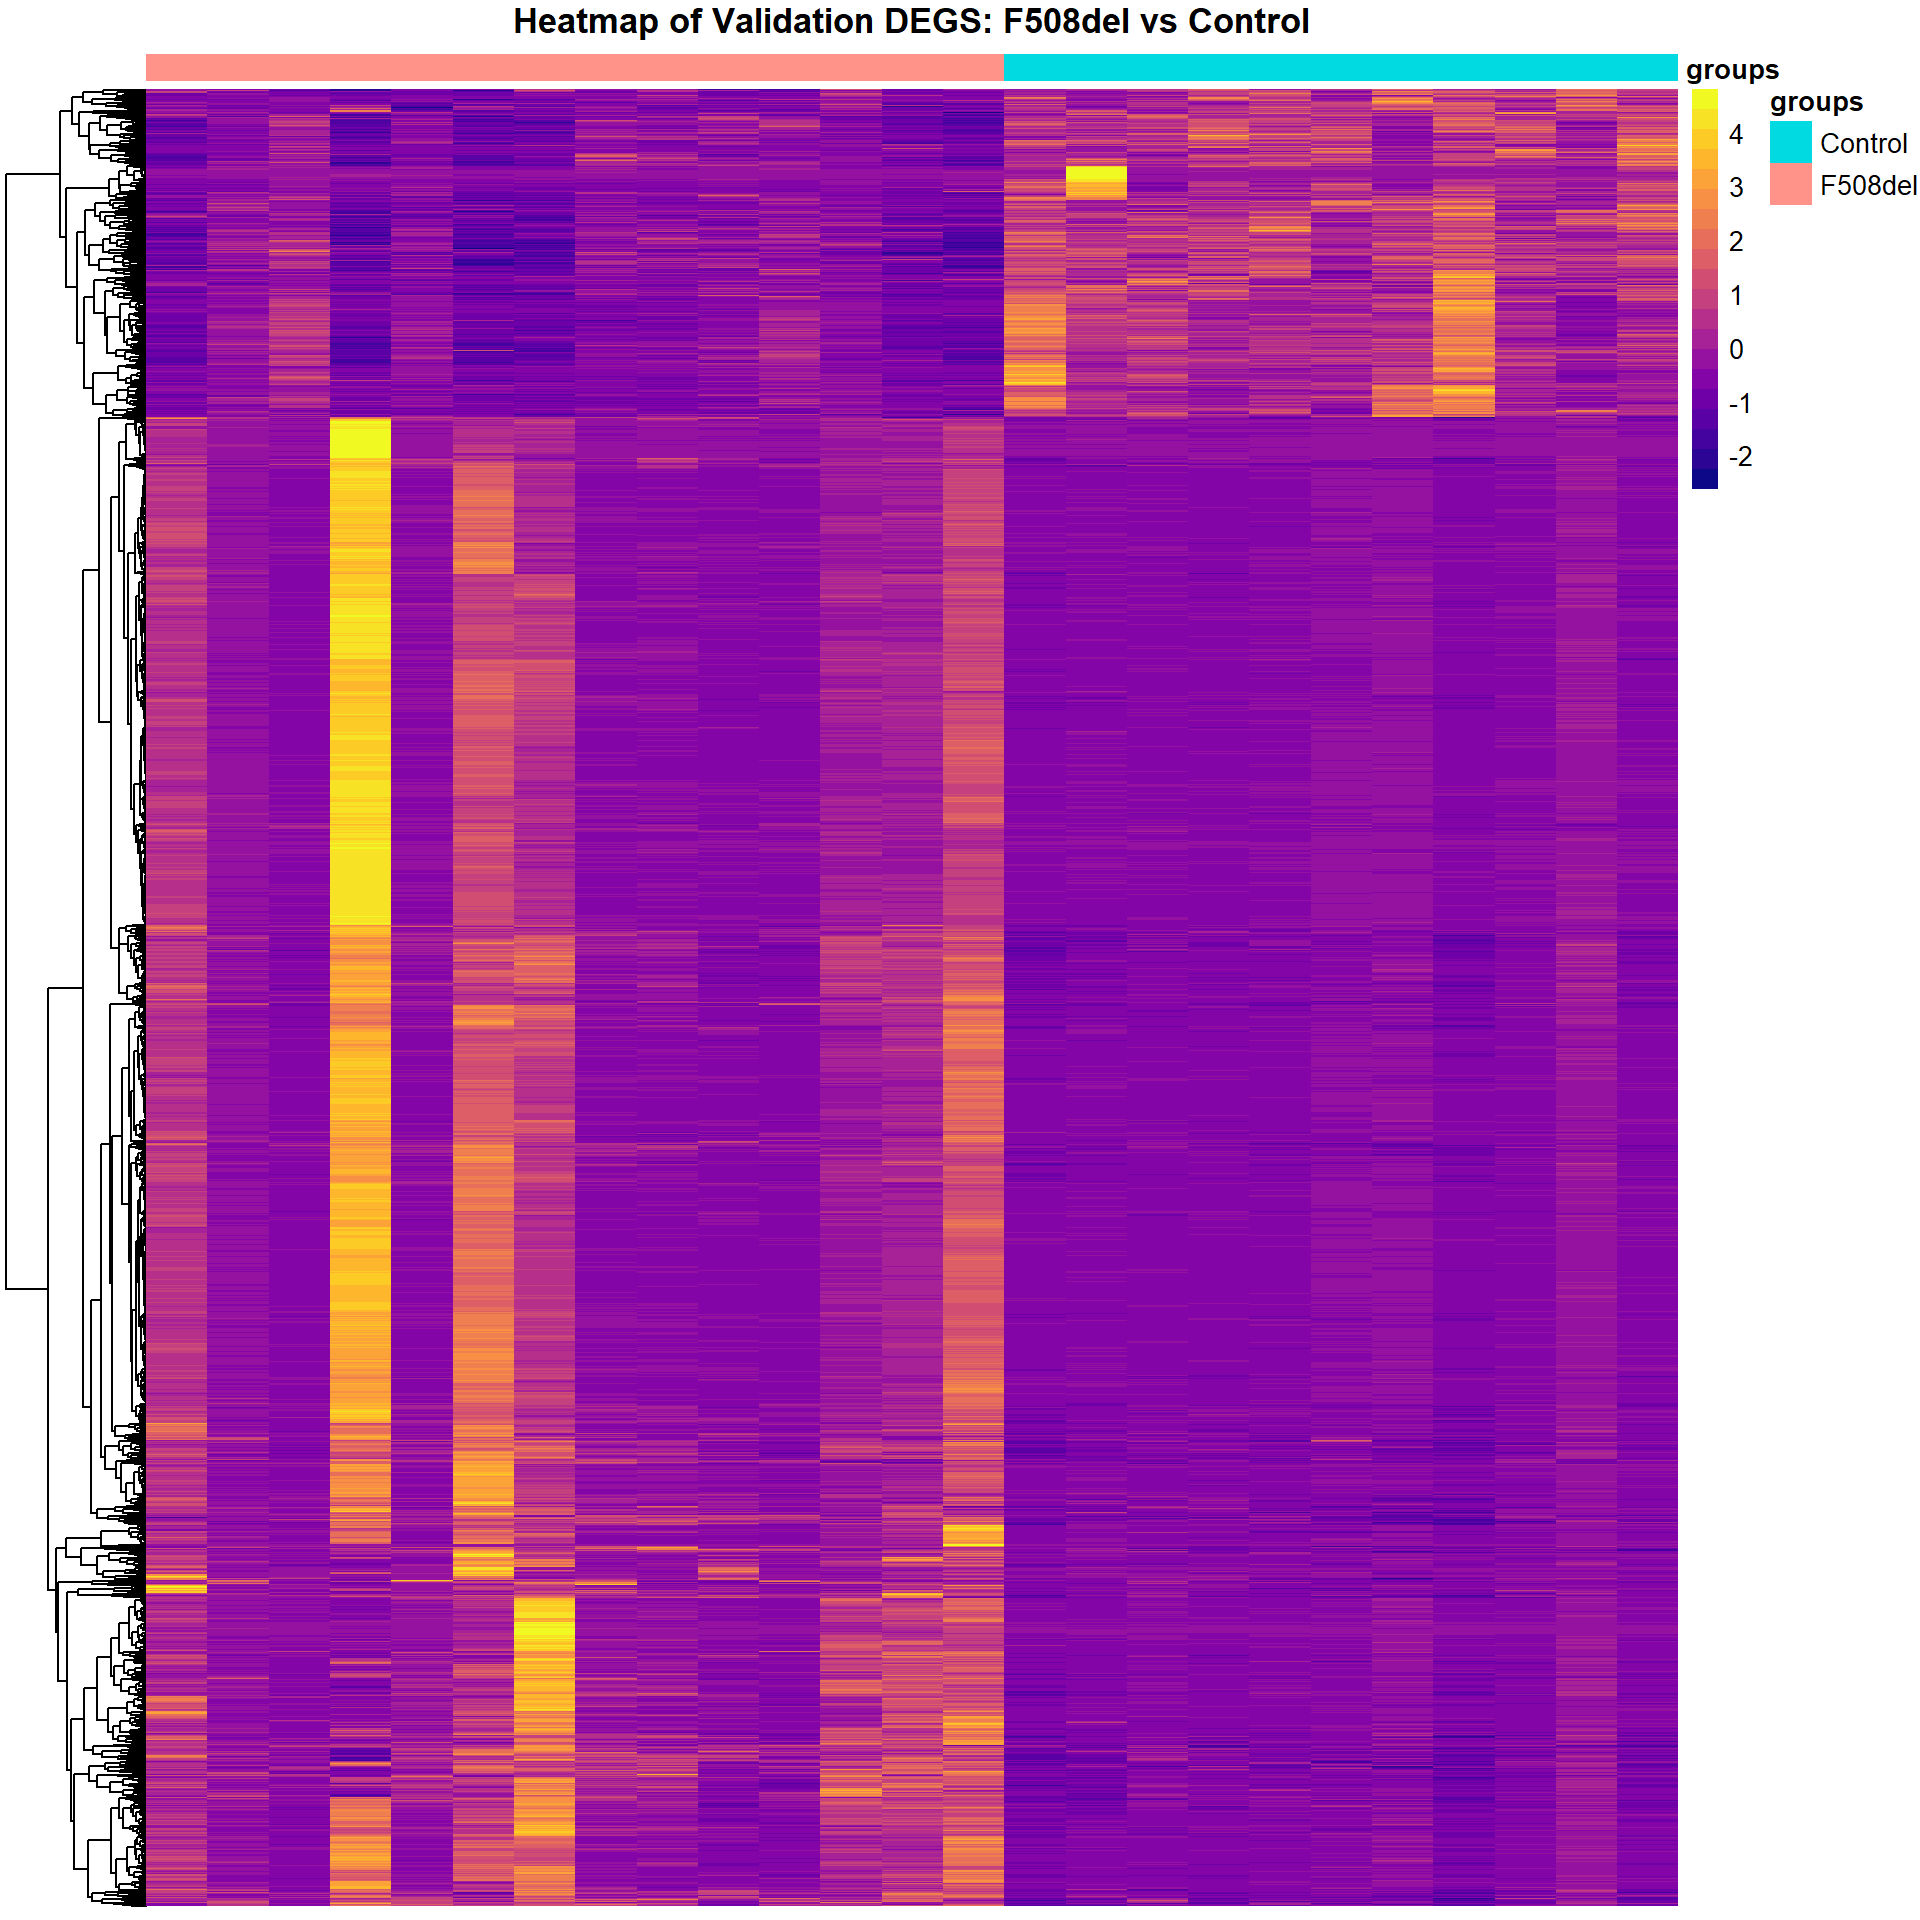 Heatmap of Validation DEGS: F508del vs Control
groups
4
3
2
1
0
-1
-2
groups
Control
F508del